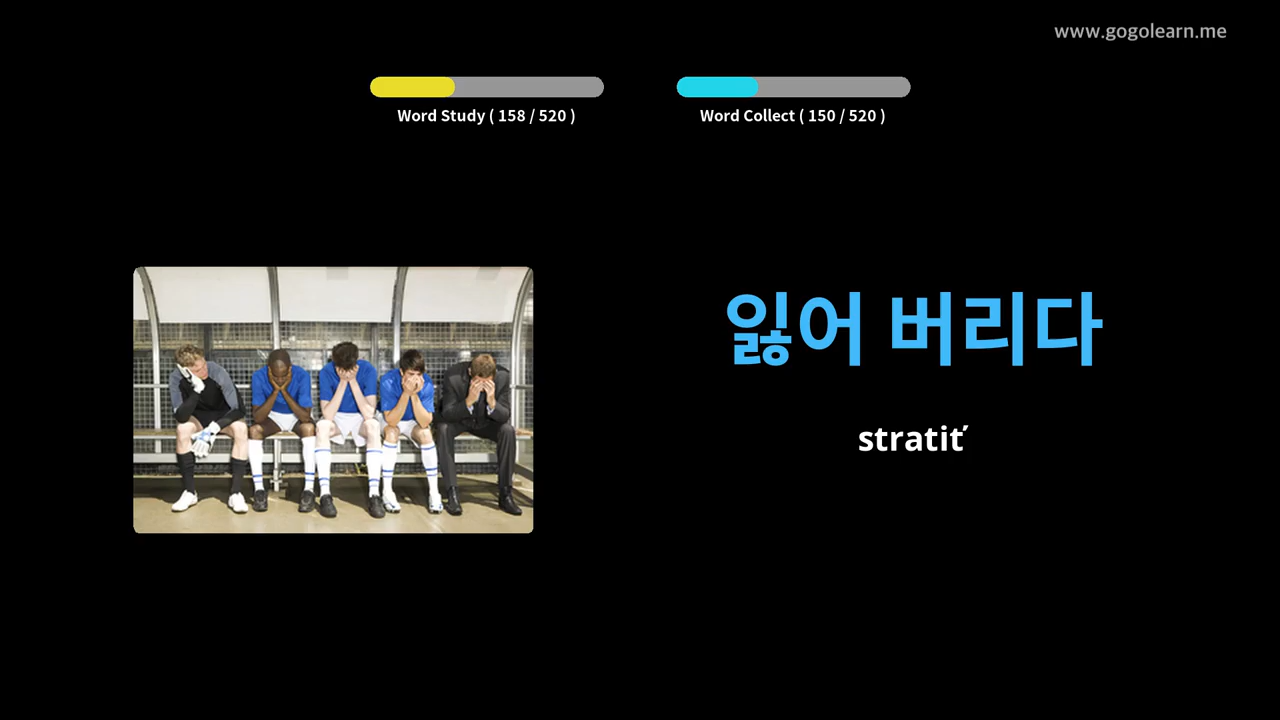 www.gogolearn.me
Word Study ( 158 / 520 )
Word Collect ( 150 / 520 )
잃어 버리다
stratiť